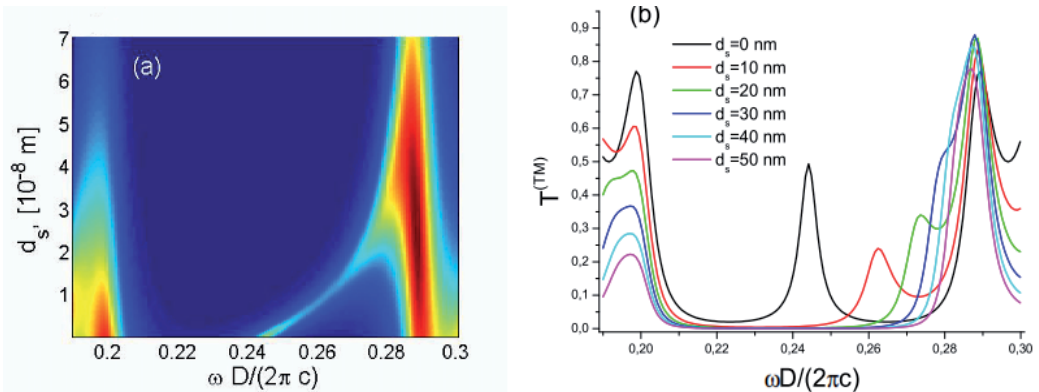 (a)
7
6
5
4
3
2
1
d_s, [10^-8 m]
0.2 0.22 0.24 0.26 0.28 0.3
ω D/(2π c)
(b)
d_s=0 nm
d_s=10 nm
d_s=20 nm
d_s=30 nm
d_s=40 nm
d_s=50 nm
0,9
0,8
0,7
0,6
0,5
0,4
0,3
0,2
0,1
0,0
T^(TM)
0,20 0,22 0,24 0,26 0,28 0,30
ωD/(2πc)